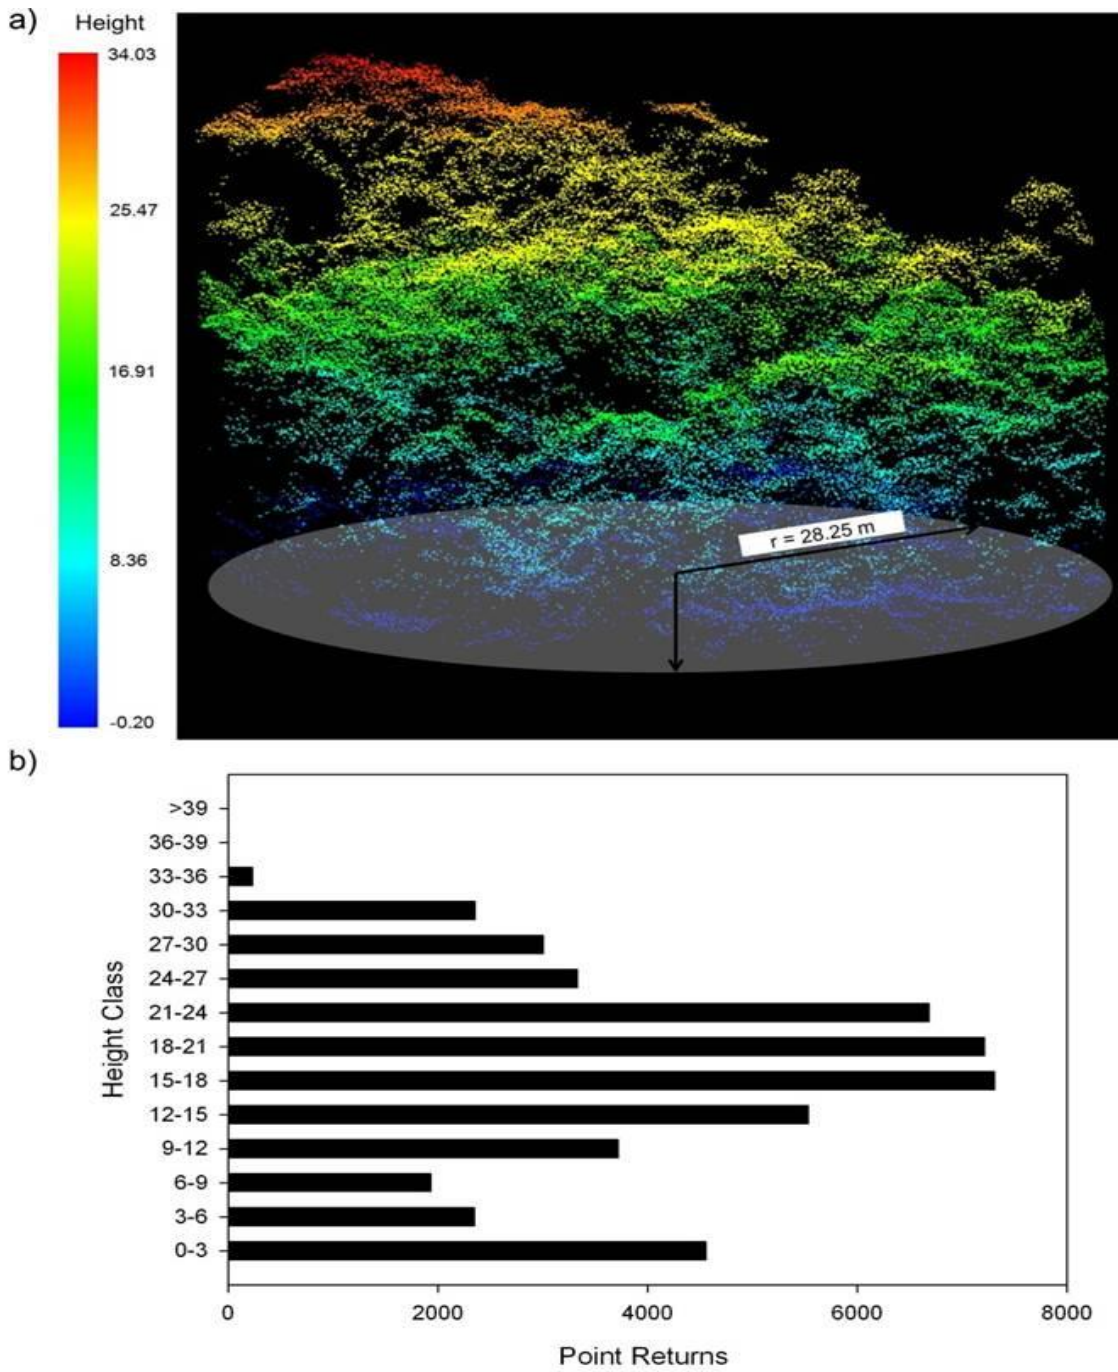 a)
Height
34.03
25.47
16.91
8.36
-0.20
r = 28.25 m
b)
Height Class
>39
36-39
33-36
30-33
27-30
24-27
21-24
18-21
15-18
12-15
9-12
6-9
3-6
0-3
0 2000 4000 6000 8000
Point Returns